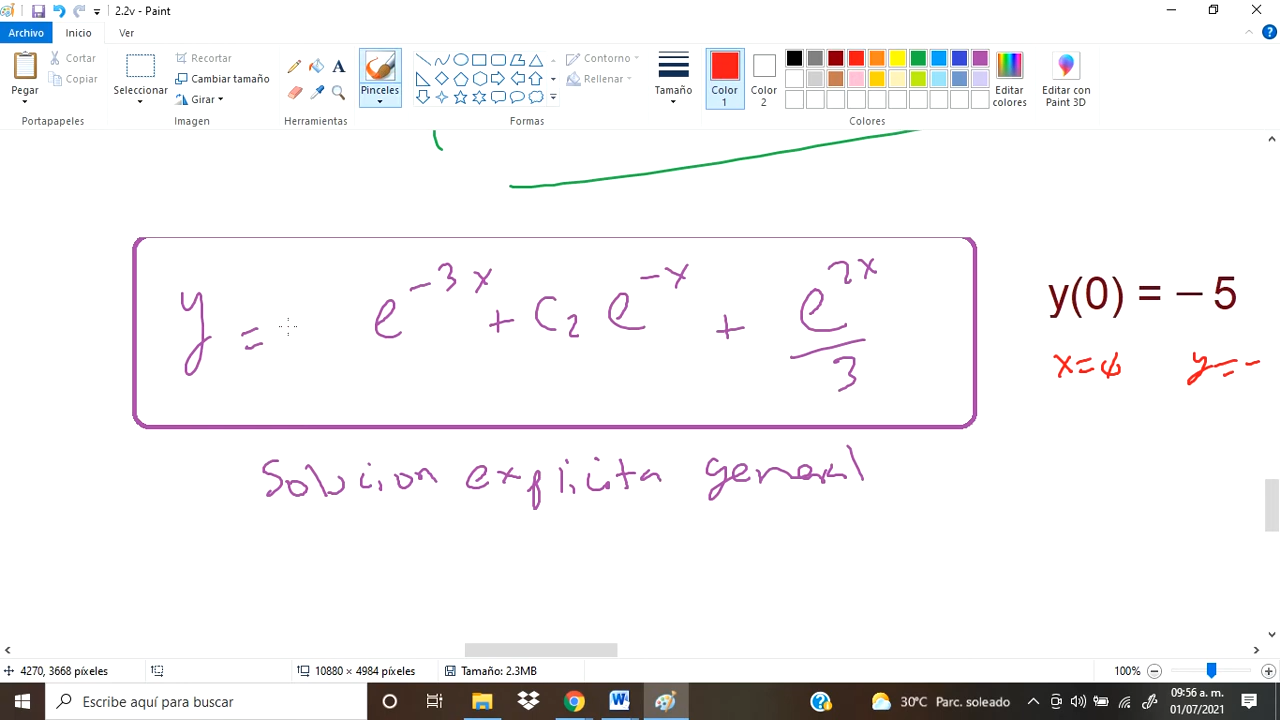 2.2v - Paint
Archivo Inicio Ver
Pegar
Cortar
Copiar
Portapapeles
Seleccionar
Recortar
Cambiar tamaño
Girar
Imagen
A
Herramientas
Pinceles
Contorno
Rellenar
Formas
Tamaño
Color 1
Color 2
Editar colores
Editar con Paint 3D
Colores
y = e^{-3x} + C₂ e^{-x} + e^{2x}/3
y(0) = – 5
x=0 y=-
Solucion explicita general
4270, 3668 píxeles 10880 × 4984 píxeles Tamaño: 2.3MB 100%
Escribe aquí para buscar
30°C Parc. soleado
09:56 a. m.
01/07/2021